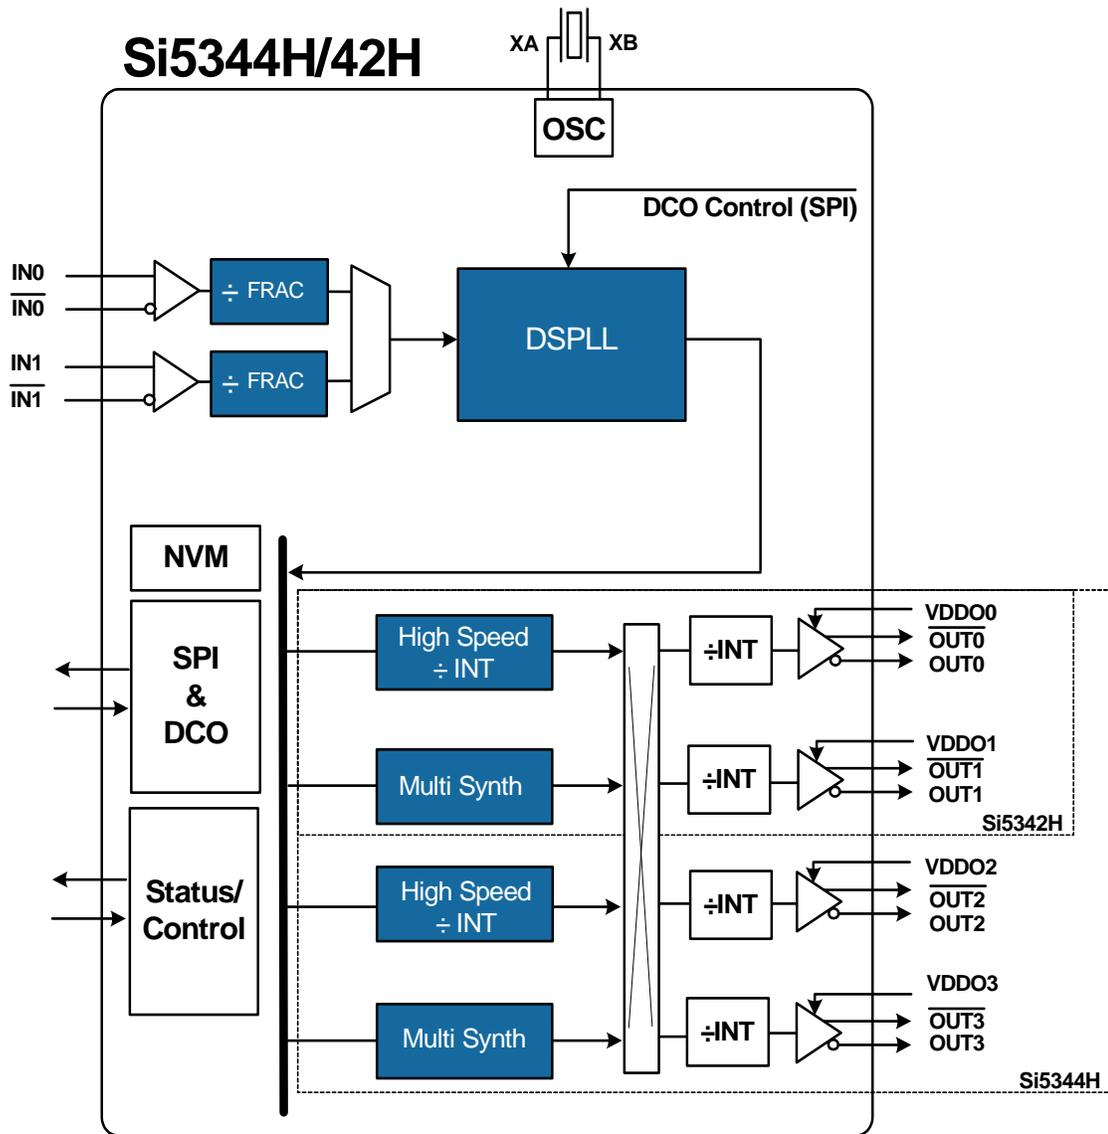 Si5344H/42H
XA
XB
OSC
DCO Control (SPI)
IN0
IN0
÷ FRAC
DSPLL
IN1
IN1
÷ FRAC
NVM
SPI
&
DCO
Status/
Control
High Speed
÷ INT
÷INT
VDDO0
OUT0
OUT0
Multi Synth
÷INT
VDDO1
OUT1
OUT1
Si5342H
High Speed
÷ INT
÷INT
VDDO2
OUT2
OUT2
Multi Synth
÷INT
VDDO3
OUT3
OUT3
Si5344H